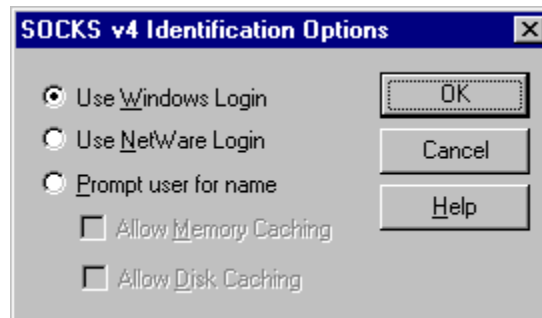 SOCKS v4 Identification Options
Use Windows Login
Use NetWare Login
Prompt user for name
Allow Memory Caching
Allow Disk Caching
OK
Cancel
Help